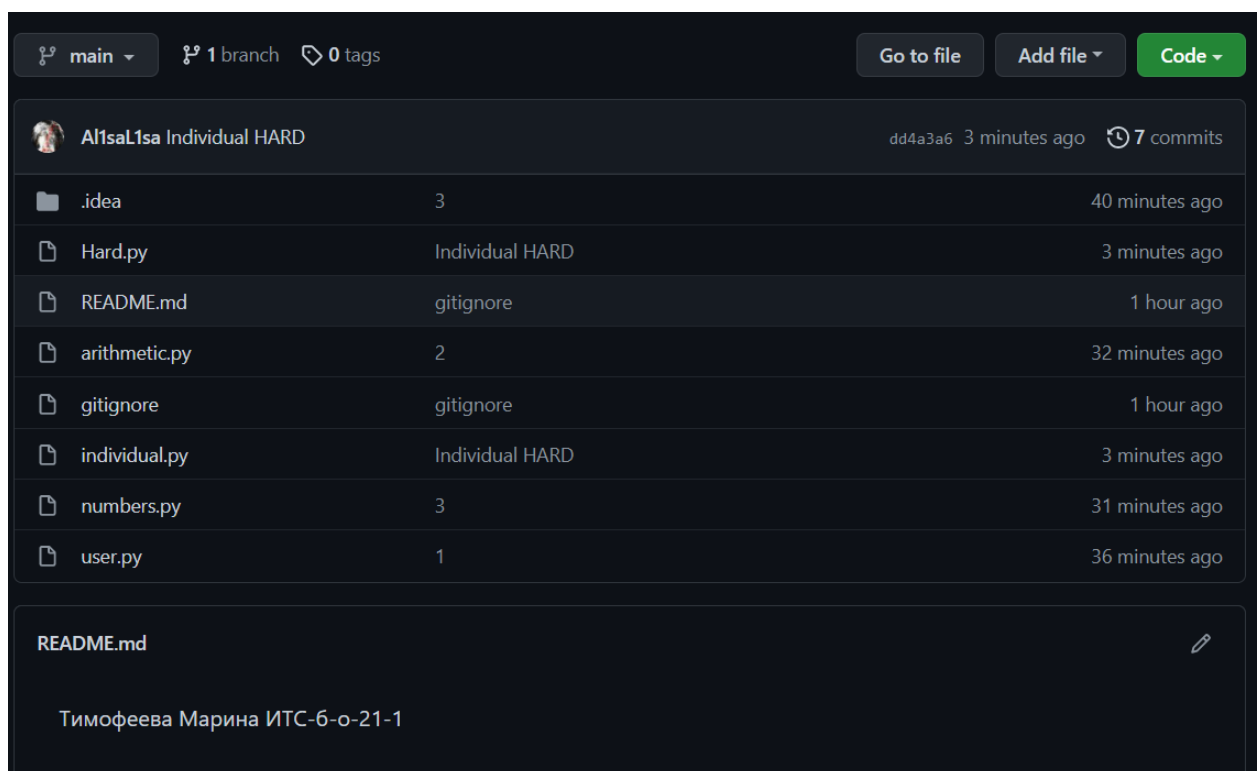 main 1 branch 0 tags Go to file Add file Code
Al1saL1sa Individual HARD dd4a3a6 3 minutes ago 7 commits
.idea 3 40 minutes ago
Hard.py Individual HARD 3 minutes ago
README.md gitignore 1 hour ago
arithmetic.py 2 32 minutes ago
gitignore gitignore 1 hour ago
individual.py Individual HARD 3 minutes ago
numbers.py 3 31 minutes ago
user.py 1 36 minutes ago
README.md
Тимофеева Марина ИТС-б-о-21-1